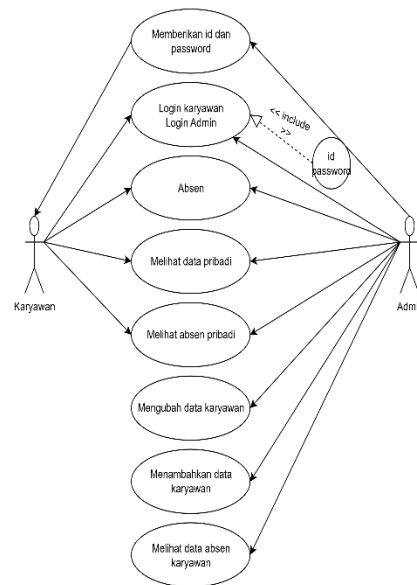 Memberikan id dan
password
Login karyawan
Login Admin
<< include
>>
id
password
Absen
Melihat data pribadi
Karyawan
Admin
Melihat absen pribadi
Mengubah data karyawan
Menambahkan data
karyawan
Melihat data absen
karyawan